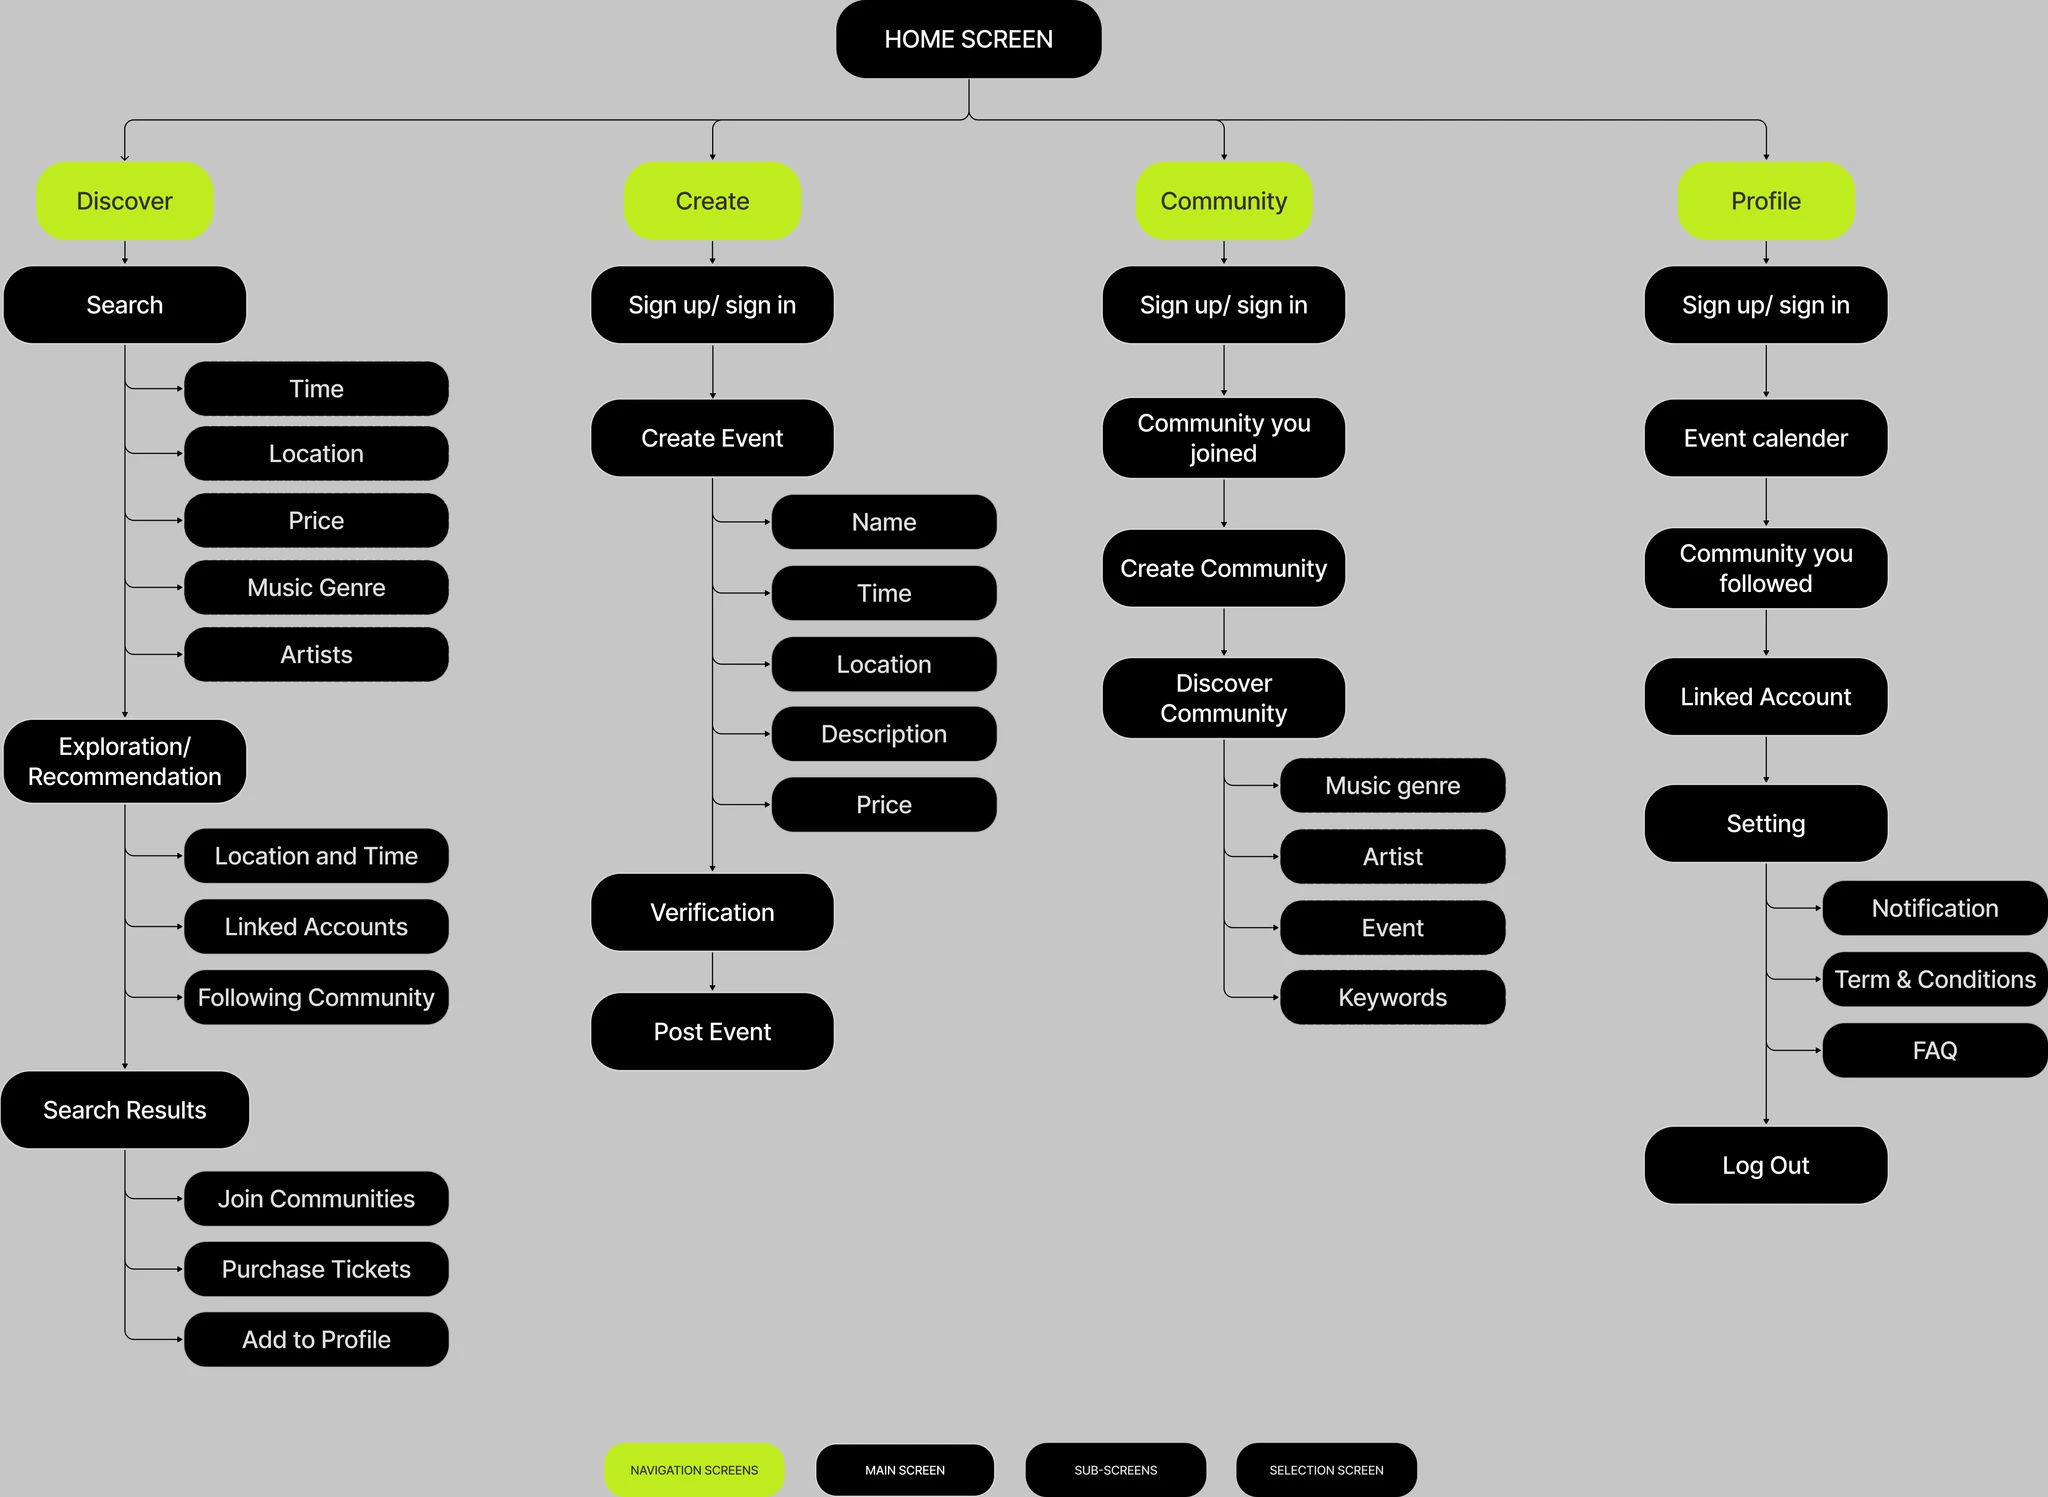 HOME SCREEN
Discover
Search
Time
Location
Price
Music Genre
Artists
Exploration/
Recommendation
Location and Time
Linked Accounts
Following Community
Search Results
Join Communities
Purchase Tickets
Add to Profile
Create
Sign up/ sign in
Create Event
Name
Time
Location
Description
Price
Verification
Post Event
Community
Sign up/ sign in
Community you
joined
Create Community
Discover
Community
Music genre
Artist
Event
Keywords
Profile
Sign up/ sign in
Event calender
Community you
followed
Linked Account
Setting
Notification
Term & Conditions
FAQ
Log Out
NAVIGATION SCREENS
MAIN SCREEN
SUB-SCREENS
SELECTION SCREEN